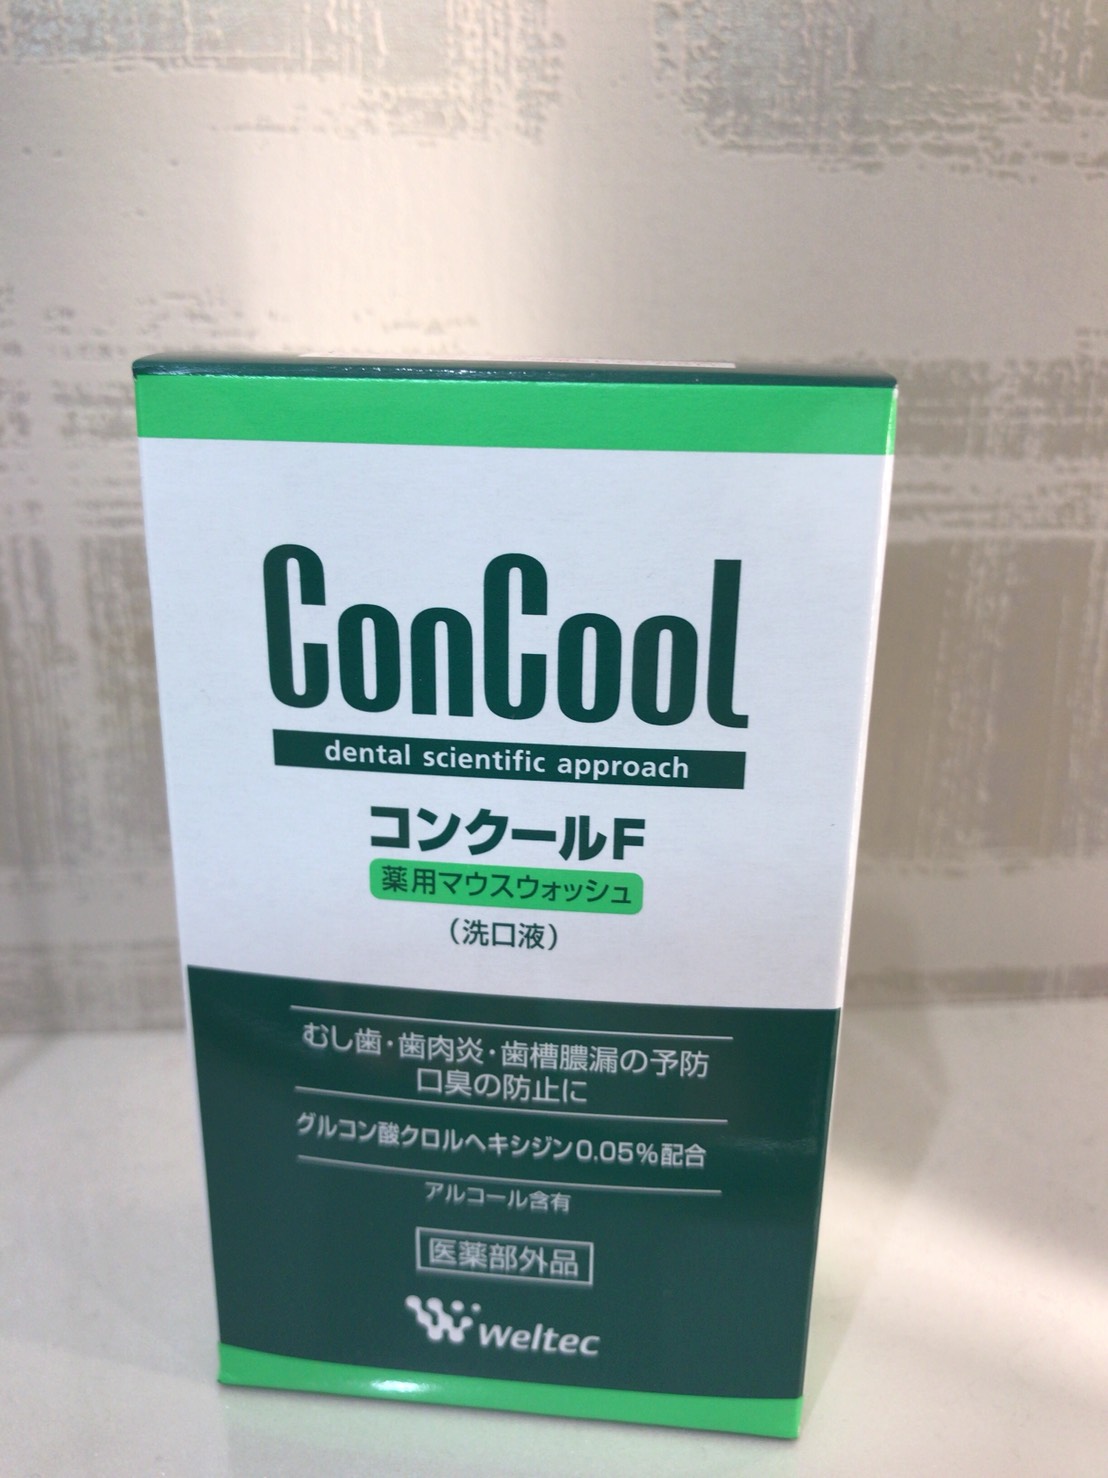 ConCool
dental scientific approach
コンクールF
薬用マウスウォッシュ
(洗口液)
むし歯・歯肉炎・歯槽膿漏の予防
口臭の防止に
グルコン酸クロルヘキシジン0.05%配合
アルコール含有
医薬部外品
weltec